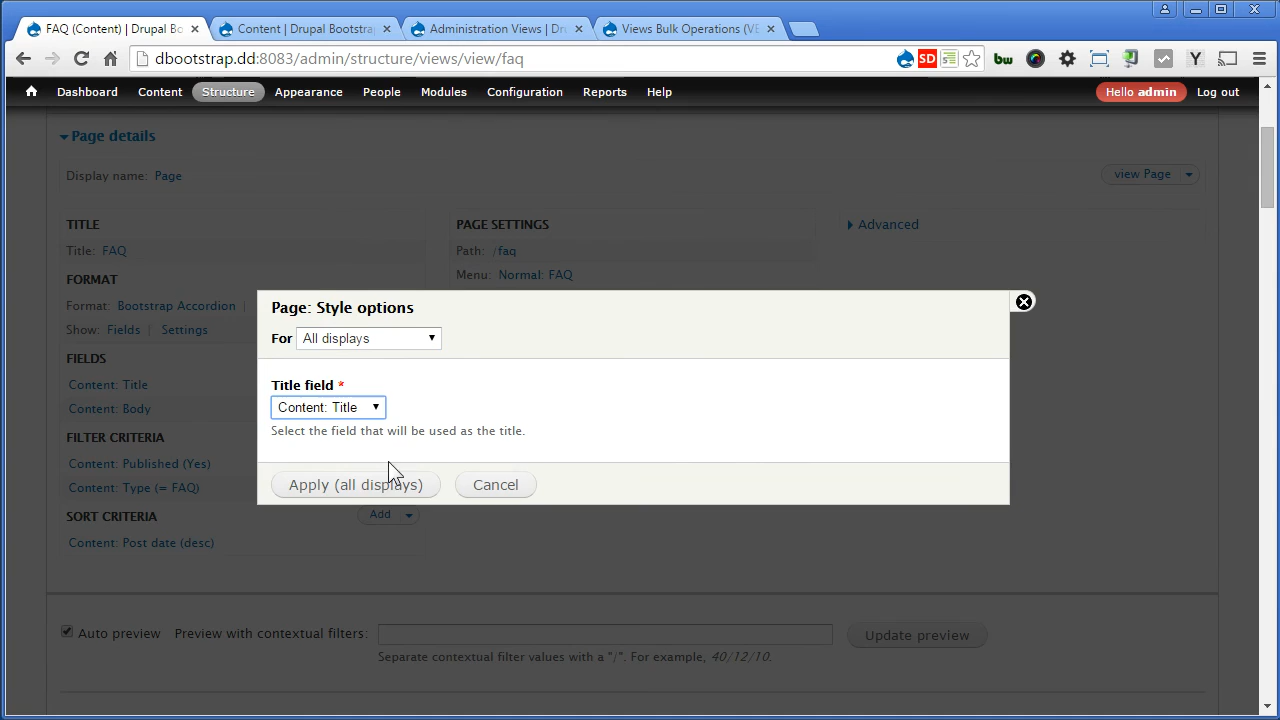 FAQ (Content) | Drupal Bo
Content | Drupal Bootstrap
Administration Views | Dr
Views Bulk Operations (VB
dbootstrap.dd:8083/admin/structure/views/view/faq
SD
bw
Y
Dashboard
Content
Structure
Appearance
People
Modules
Configuration
Reports
Help
Hello admin
Log out
Page details
Display name: Page
view Page
TITLE
Title: FAQ
FORMAT
Format: Bootstrap Accordion |
Show: Fields | Settings
FIELDS
Content: Title
Content: Body
FILTER CRITERIA
Content: Published (Yes)
Content: Type (= FAQ)
SORT CRITERIA
Add
Content: Post date (desc)
PAGE SETTINGS
Path: /faq
Menu: Normal: FAQ
Advanced
Page: Style options
For All displays
Title field *
Content: Title
Select the field that will be used as the title.
Apply (all displays)
Cancel
Auto preview
Preview with contextual filters:
Update preview
Separate contextual filter values with a "/". For example, 40/12/10.